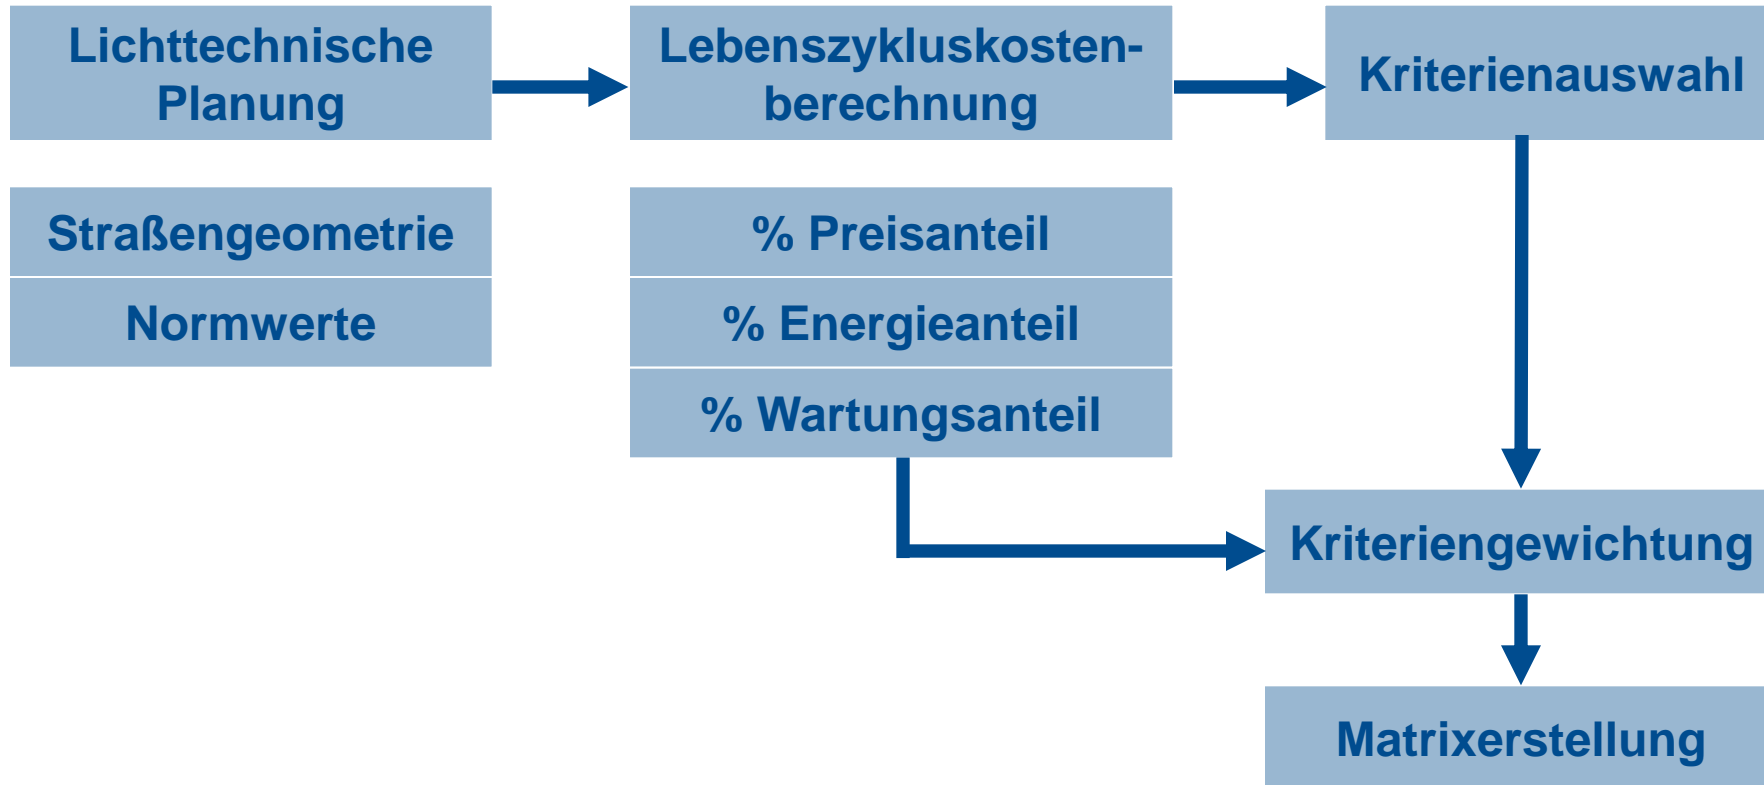 Lichttechnische
Planung
Lebenszykluskosten-
berechnung
Kriterienauswahl
Straßengeometrie
Normwerte
% Preisanteil
% Energieanteil
% Wartungsanteil
Kriteriengewichtung
Matrixerstellung